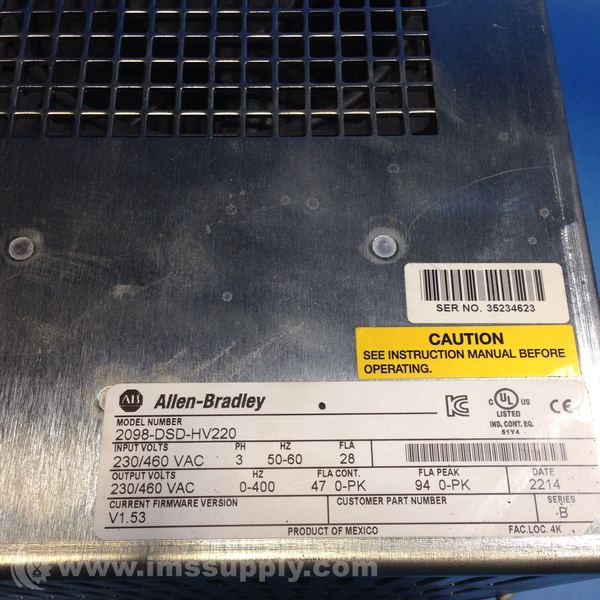 SER NO. 35234623
CAUTION
SEE INSTRUCTION MANUAL BEFORE
OPERATING.
AB Allen-Bradley
c UL US
LISTED
IND. CONT. EQ.
51Y4
CE
MODEL NUMBER
2098-DSD-HV220
INPUT VOLTS PH HZ FLA
230/460 VAC 3 50-60 28
OUTPUT VOLTS HZ FLA CONT. FLA PEAK DATE
230/460 VAC 0-400 47 0-PK 94 0-PK 2214
CURRENT FIRMWARE VERSION CUSTOMER PART NUMBER SERIES
V1.53 B
PRODUCT OF MEXICO FAC. LOC. 4K
© www.imssupply.com